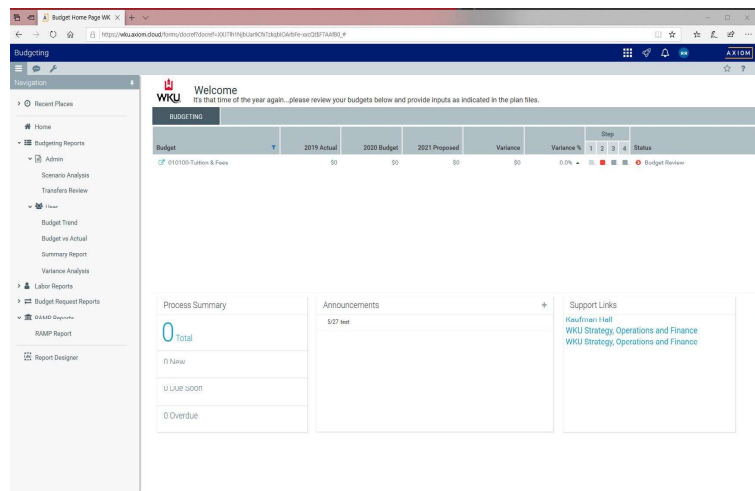 Budget Home Page WK
https://wku.axiom.cloud/forms/
Budgeting
RR
AXIOM
Navigation
Recent Places
Home
Budgeting Reports
Admin
Scenario Analysis
Transfers Review
User
Budget Trend
Budget vs Actual
Summary Report
Variance Analysis
Labor Reports
Budget Request Reports
RAMP Reports
RAMP Report
Report Designer
WKU
Welcome
It's that time of the year again...please review your budgets below and provide inputs as indicated in the plan files.
BUDGETING
Step
Budget 2019 Actual 2020 Budget 2021 Proposed Variance Variance % 1 2 3 4 Status
010100-Tuition & Fees $0 $0 $0 $0 0.0% Budget Review
Process Summary
0 Total
0 New
0 Due Soon
0 Overdue
Announcements
5/27 test
Support Links
Kaufman Hall
WKU Strategy, Operations and Finance
WKU Strategy, Operations and Finance